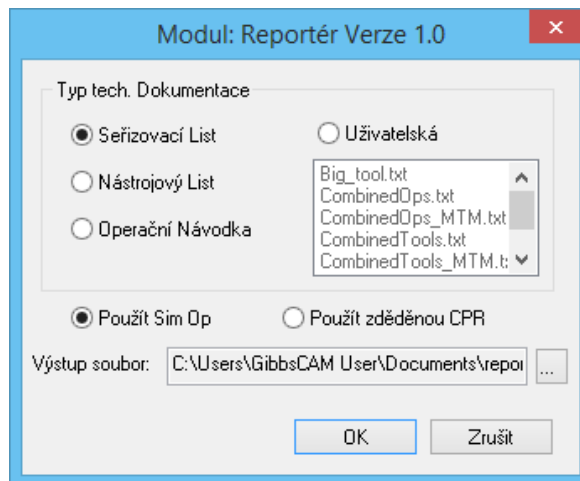 Modul: Reportér Verze 1.0
Typ tech. Dokumentace
Seřizovací List
Uživatelská
Nástrojový List
Operační Návodka
Big_tool.txt
CombinedOps.txt
CombinedOps_MTM.txt
CombinedTools.txt
CombinedTools_MTM.t
Použít Sim Op
Použít zděděnou CPR
Výstup soubor:
C:\Users\GibbsCAM User\Documents\repor
...
OK
Zrušit